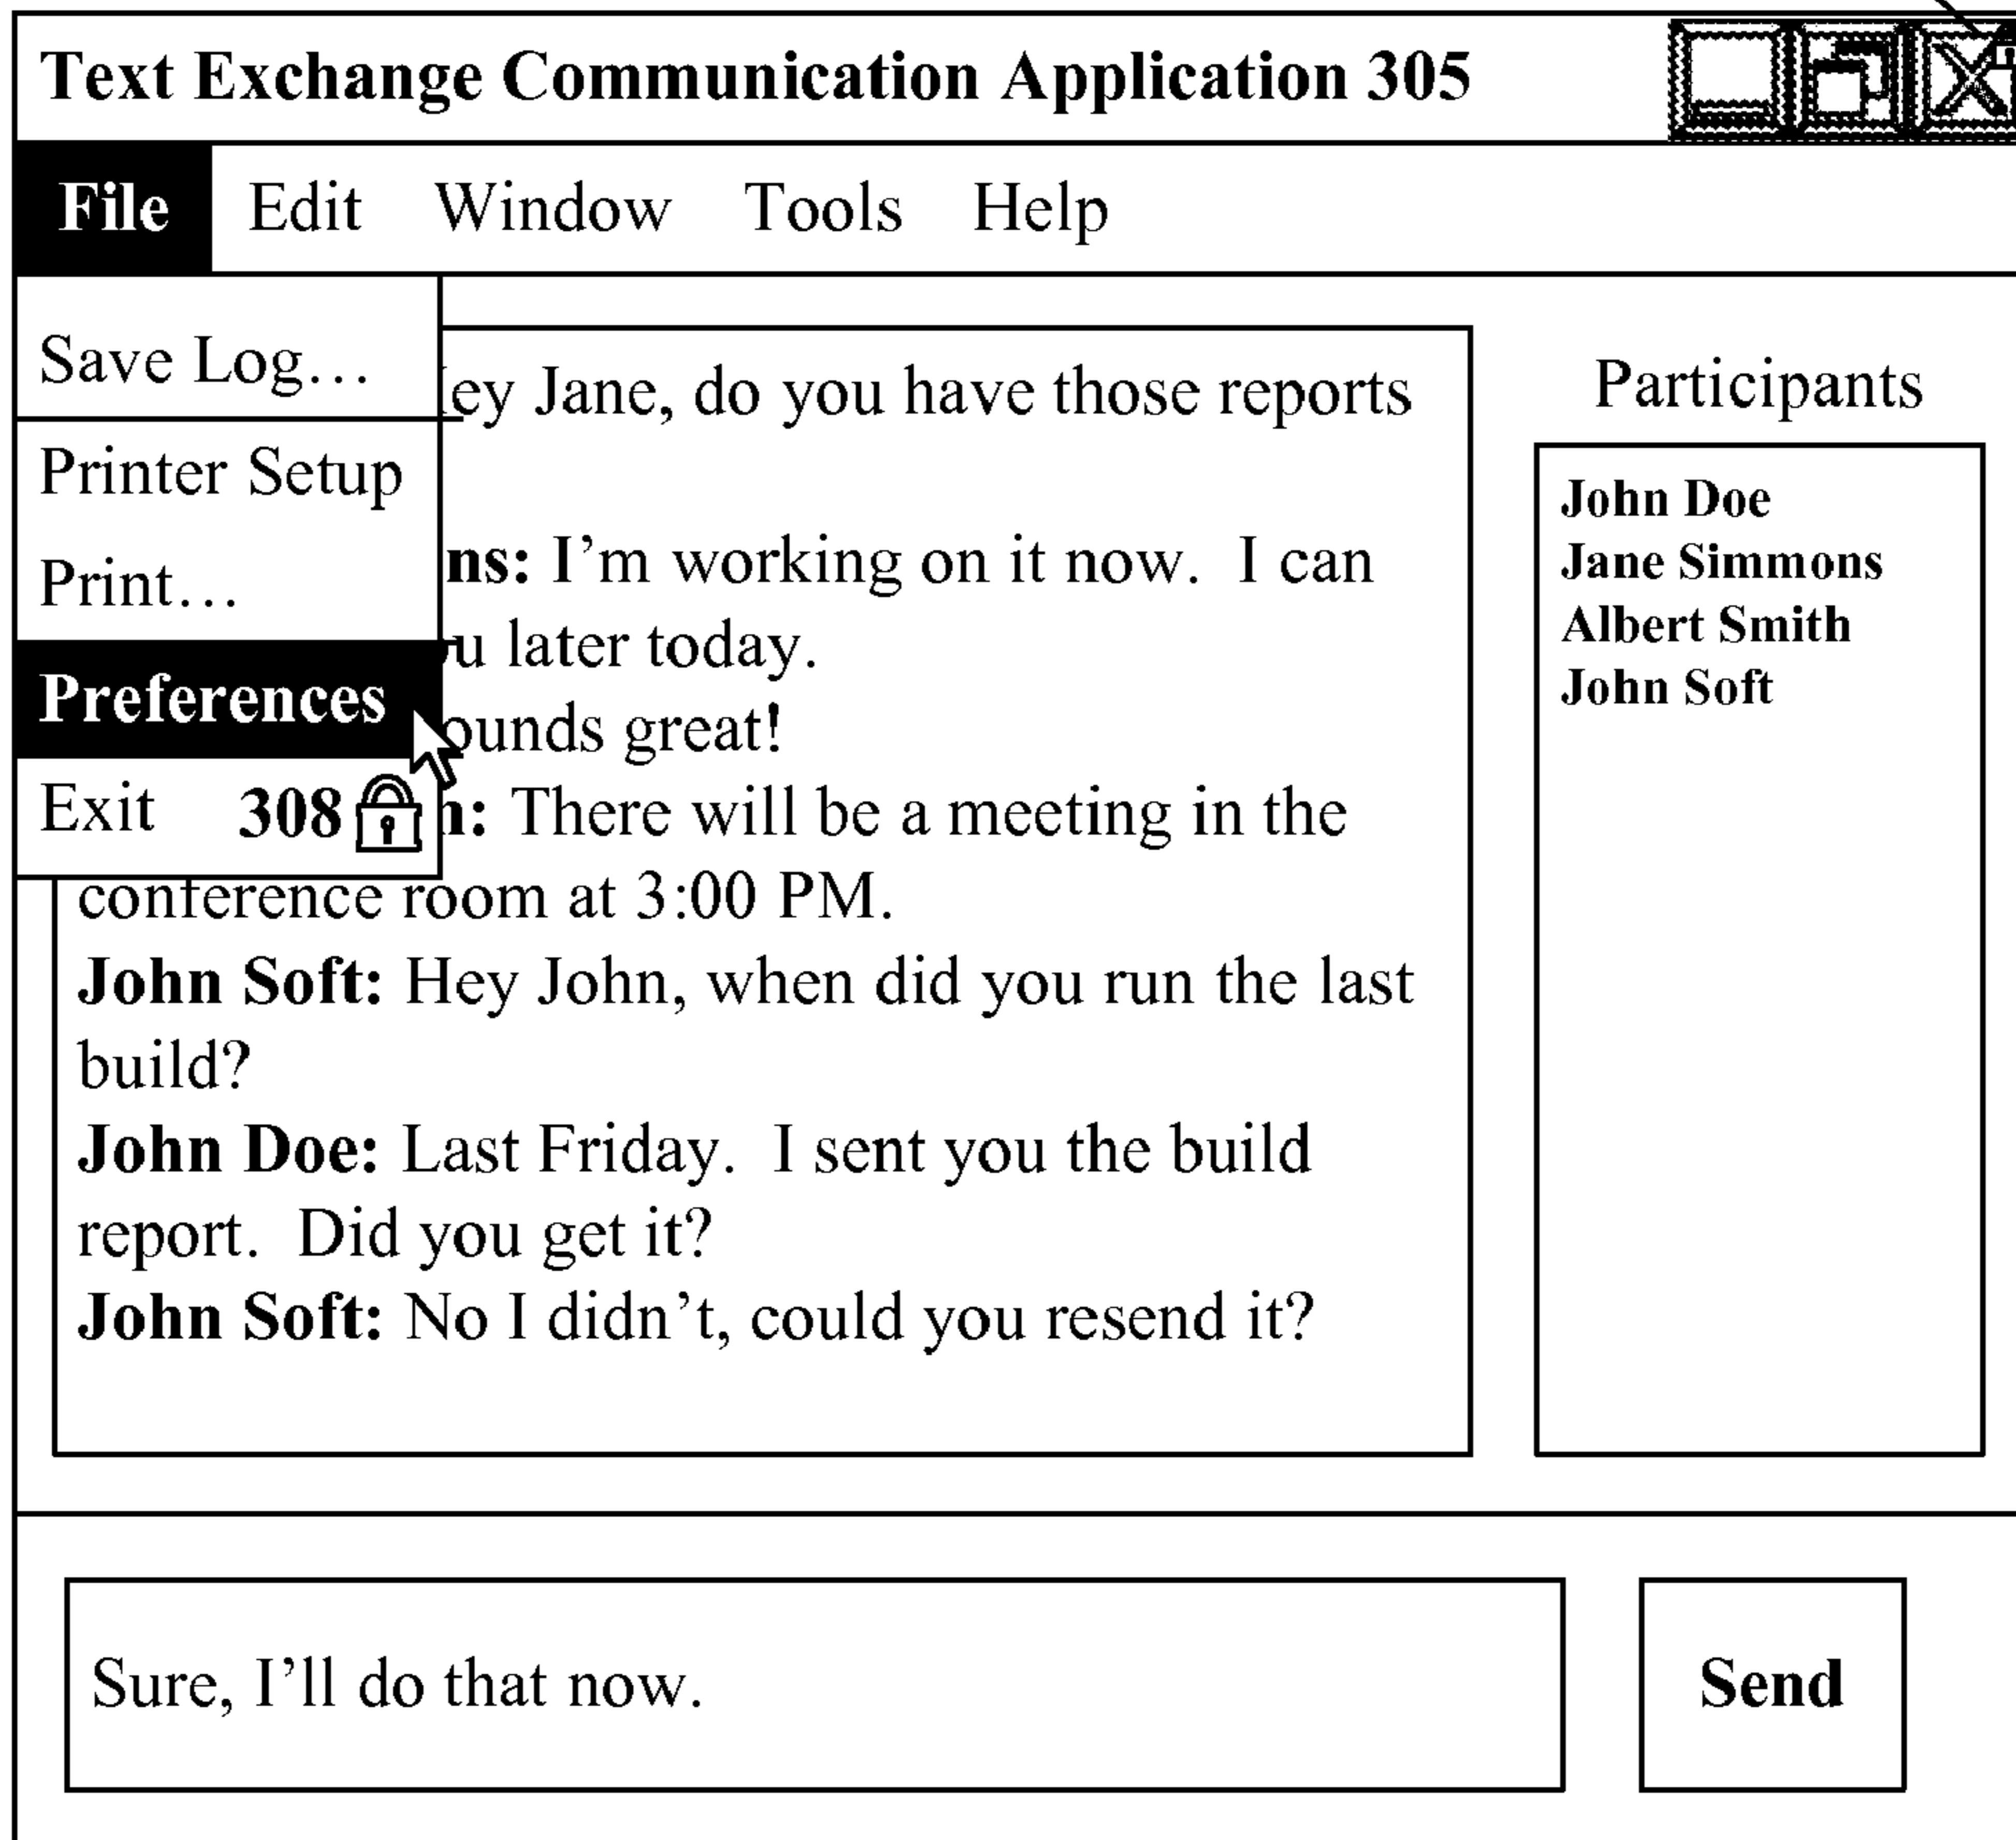 Text Exchange Communication Application 305
File Edit Window Tools Help
Save Log...
Printer Setup
Print...
Preferences
Exit 308
ey Jane, do you have those reports
ns: I'm working on it now. I can
u later today.
ounds great!
n: There will be a meeting in the
conference room at 3:00 PM.
John Soft: Hey John, when did you run the last
build?
John Doe: Last Friday. I sent you the build
report. Did you get it?
John Soft: No I didn't, could you resend it?
Participants
John Doe
Jane Simmons
Albert Smith
John Soft
Sure, I'll do that now.
Send